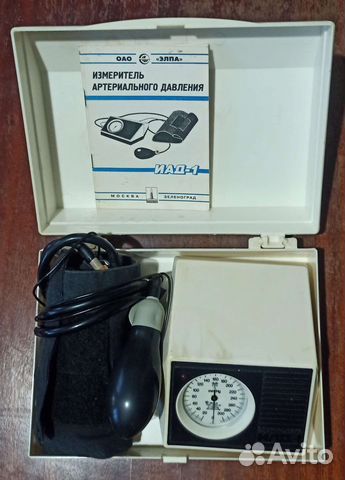 ОАО «ЭЛПА»
ИЗМЕРИТЕЛЬ
АРТЕРИАЛЬНОГО ДАВЛЕНИЯ
ИАД-1
МОСКВА ЗЕЛЕНОГРАД
Avito